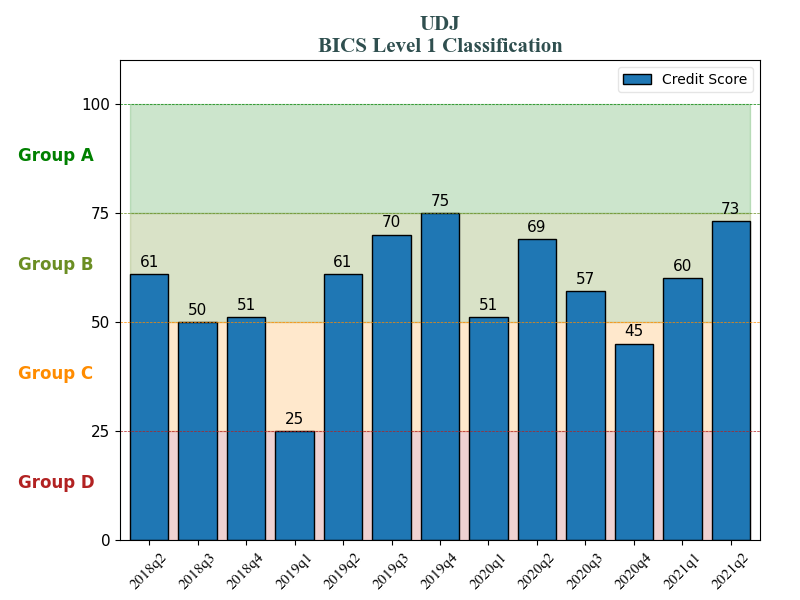 UDJ
BICS Level 1 Classification
Credit Score
100
Group A
75
Group B
50
Group C
25
Group D
0
61
50
51
25
61
70
75
51
69
57
45
60
73
2018q2
2018q3
2018q4
2019q1
2019q2
2019q3
2019q4
2020q1
2020q2
2020q3
2020q4
2021q1
2021q2